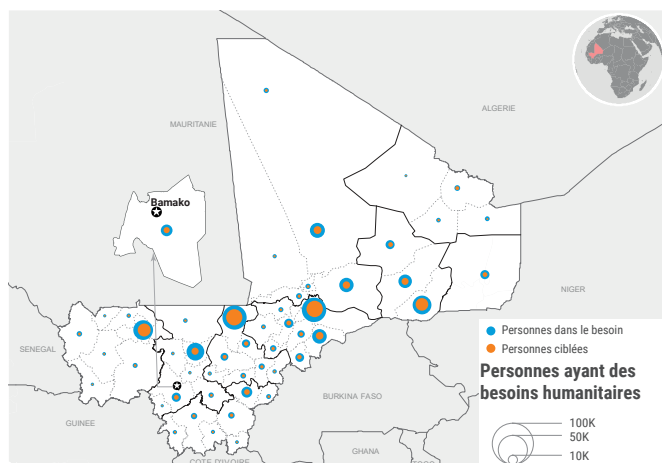 ALGERIE
MAURITANIE
Bamako
NIGER
SENEGAL
Personnes dans le besoin
Personnes ciblées
Personnes ayant des
besoins humanitaires
BURKINA FASO
GUINEE
100K
50K
10K
GHANA
COTE D'IVOIRE
TOGO